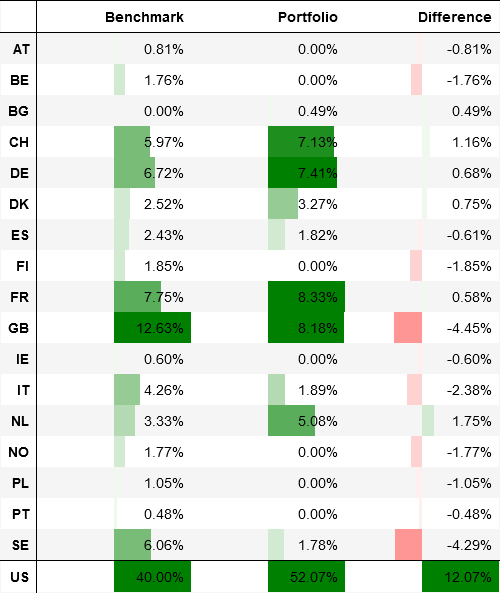 Benchmark Portfolio Difference
AT 0.81% 0.00% -0.81%
BE 1.76% 0.00% -1.76%
BG 0.00% 0.49% 0.49%
CH 5.97% 7.13% 1.16%
DE 6.72% 7.41% 0.68%
DK 2.52% 3.27% 0.75%
ES 2.43% 1.82% -0.61%
FI 1.85% 0.00% -1.85%
FR 7.75% 8.33% 0.58%
GB 12.63% 8.18% -4.45%
IE 0.60% 0.00% -0.60%
IT 4.26% 1.89% -2.38%
NL 3.33% 5.08% 1.75%
NO 1.77% 0.00% -1.77%
PL 1.05% 0.00% -1.05%
PT 0.48% 0.00% -0.48%
SE 6.06% 1.78% -4.29%
US 40.00% 52.07% 12.07%